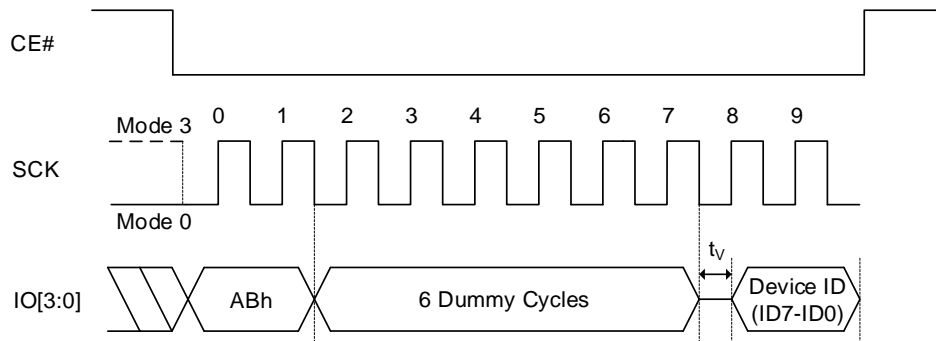 CE#
0 1 2 3 4 5 6 7 8 9
Mode 3
SCK
Mode 0
tV
IO[3:0]
ABh
6 Dummy Cycles
Device ID
(ID7-ID0)